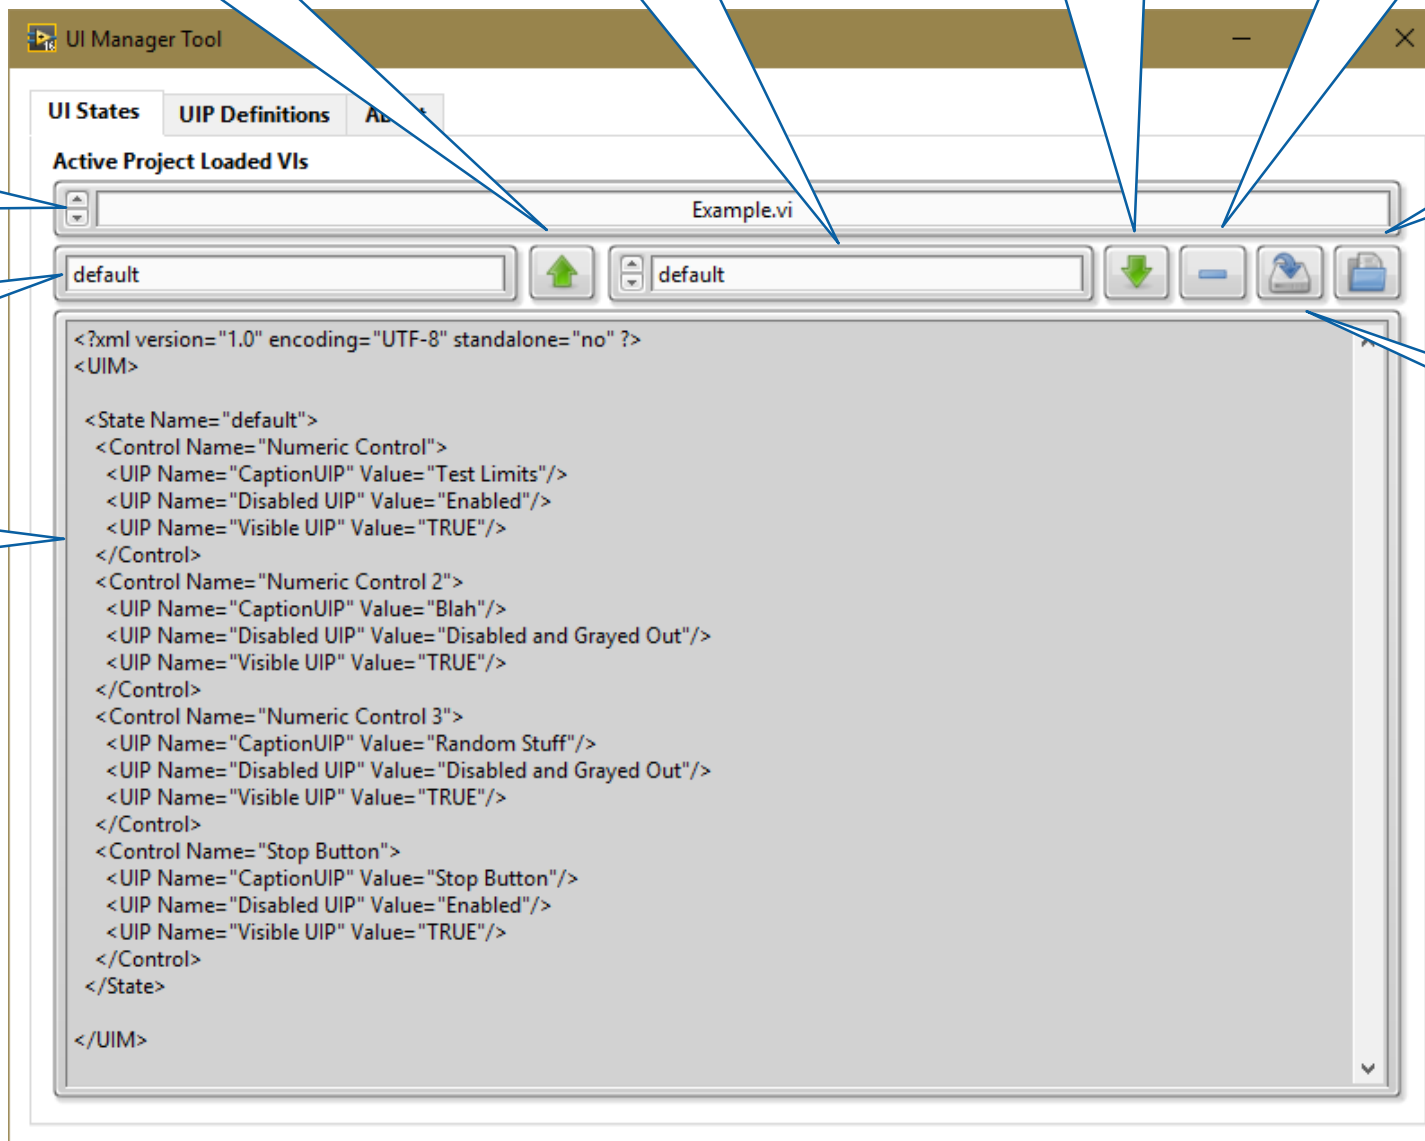 UI Manager Tool
UI States
UIP Definitions
Active Project Loaded VIs
Example.vi
default
default
<?xml version="1.0" encoding="UTF-8" standalone="no" ?>
<UIM>
<State Name="default">
<Control Name="Numeric Control">
<UIP Name="CaptionUIP" Value="Test Limits"/>
<UIP Name="Disabled UIP" Value="Enabled"/>
<UIP Name="Visible UIP" Value="TRUE"/>
</Control>
<Control Name="Numeric Control 2">
<UIP Name="CaptionUIP" Value="Blah"/>
<UIP Name="Disabled UIP" Value="Disabled and Grayed Out"/>
<UIP Name="Visible UIP" Value="TRUE"/>
</Control>
<Control Name="Numeric Control 3">
<UIP Name="CaptionUIP" Value="Random Stuff"/>
<UIP Name="Disabled UIP" Value="Disabled and Grayed Out"/>
<UIP Name="Visible UIP" Value="TRUE"/>
</Control>
<Control Name="Stop Button">
<UIP Name="CaptionUIP" Value="Stop Button"/>
<UIP Name="Disabled UIP" Value="Enabled"/>
<UIP Name="Visible UIP" Value="TRUE"/>
</Control>
</State>
</UIM>